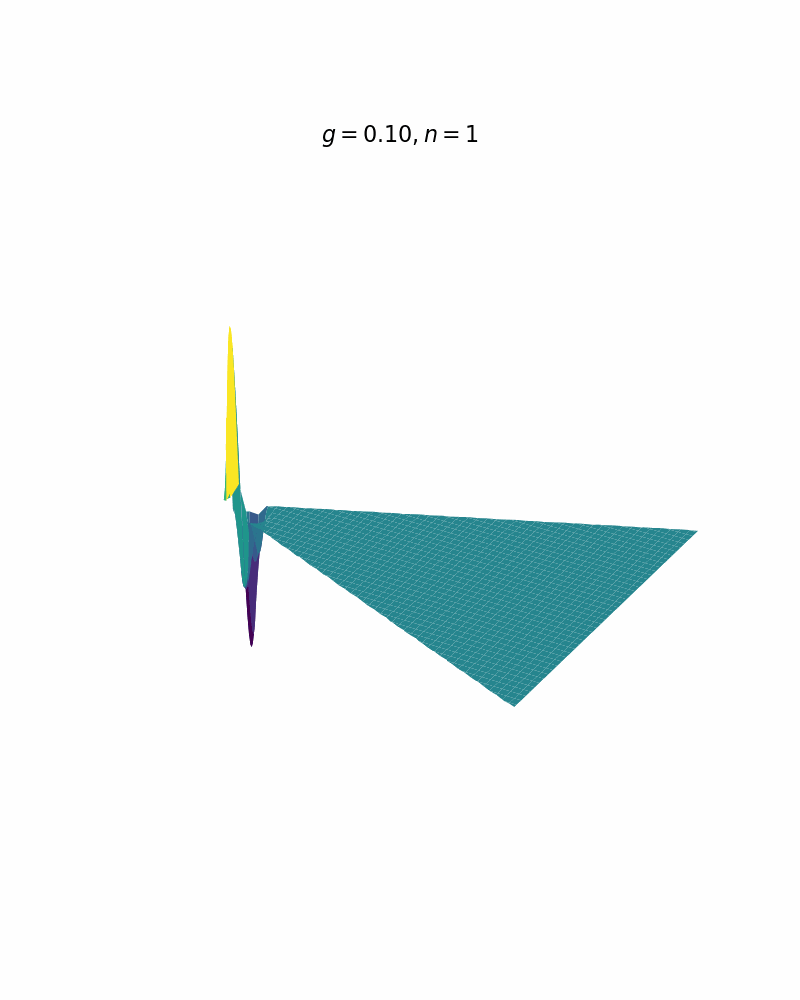 g = 0.10, n = 1